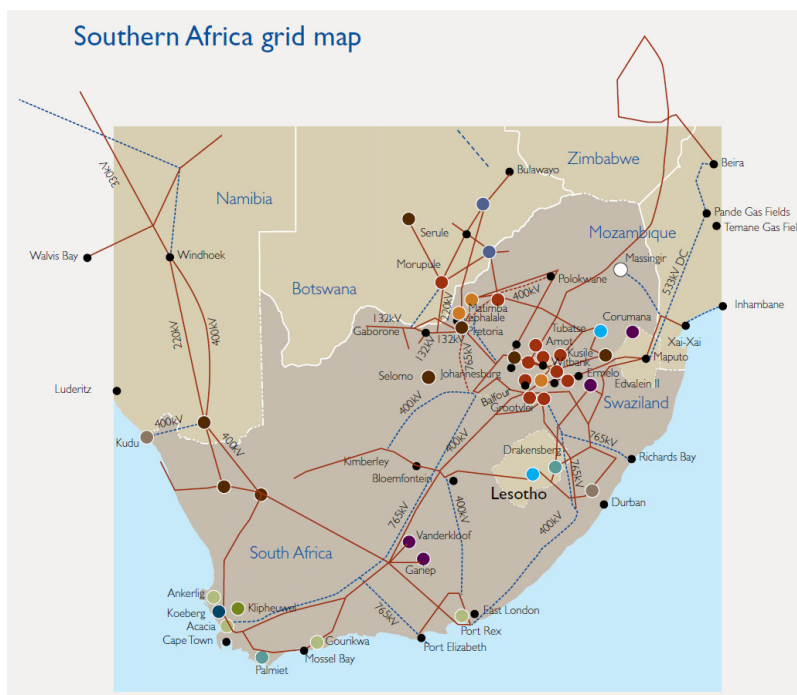 Southern Africa grid map
Zimbabwe
Bulawayo
Beira
330kV
Namibia
Pande Gas Fields
Temane Gas Fiel
Serule
Mozambique
Walvis Bay
Windhoek
Massingir
Morupule
Polokwane
533kV DC
Botswana
400kV
220kV
Matimba
Inhambane
132kV
Corumana
Gaborone
132kV
Pretoria
Tubatse
220kV
400kV
132kV
765kV
Arnot
Kusile
Xai-Xai
Maputo
Witbank
Selomo
Johannesburg
Ermelo
Edvalein II
Luderitz
Balfour
Grootvler
Swaziland
400kV
400kV
Kudu
400kV
400kV
Drakensberg
765kV
Kimberley
Richards Bay
Bloemfontein
765kV
Lesotho
Durban
765kV
400kV
Vanderkloof
400kV
South Africa
Gariep
Ankerlig
Klipheuwel
Koeberg
East London
Acacia
765kV
Port Rex
Cape Town
Gourikwa
Port Elizabeth
Mossel Bay
Palmiet